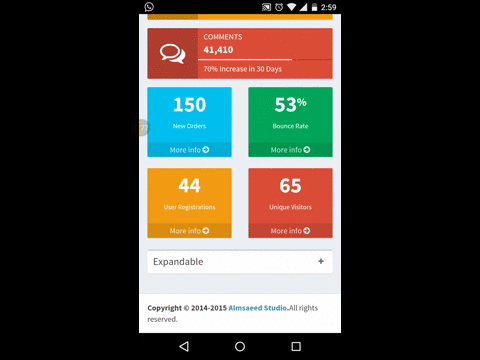 2:59
COMMENTS
41,410
70% Increase in 30 Days
150
New Orders
More info
53%
Bounce Rate
More info
44
User Registrations
More info
65
Unique Visitors
More info
Expandable +
Copyright © 2014-2015 Almsaeed Studio.All rights
reserved.